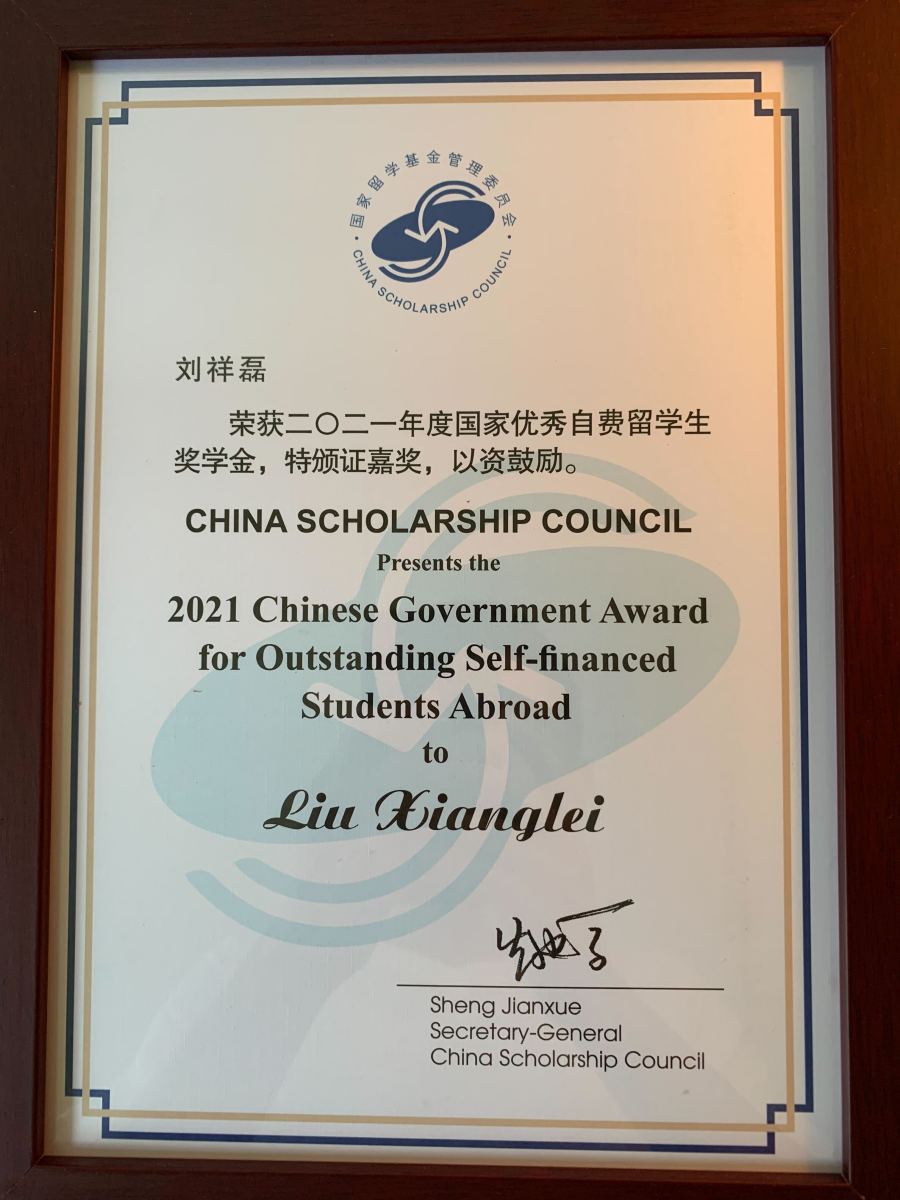 国家留学基金管理委员会
CHINA SCHOLARSHIP COUNCIL
刘祥磊
荣获二〇二一年度国家优秀自费留学生
奖学金，特颁证嘉奖，以资鼓励。
CHINA SCHOLARSHIP COUNCIL
Presents the
2021 Chinese Government Award
for Outstanding Self-financed
Students Abroad
to
Liu Xianglei
Sheng Jianxue
Secretary-General
China Scholarship Council